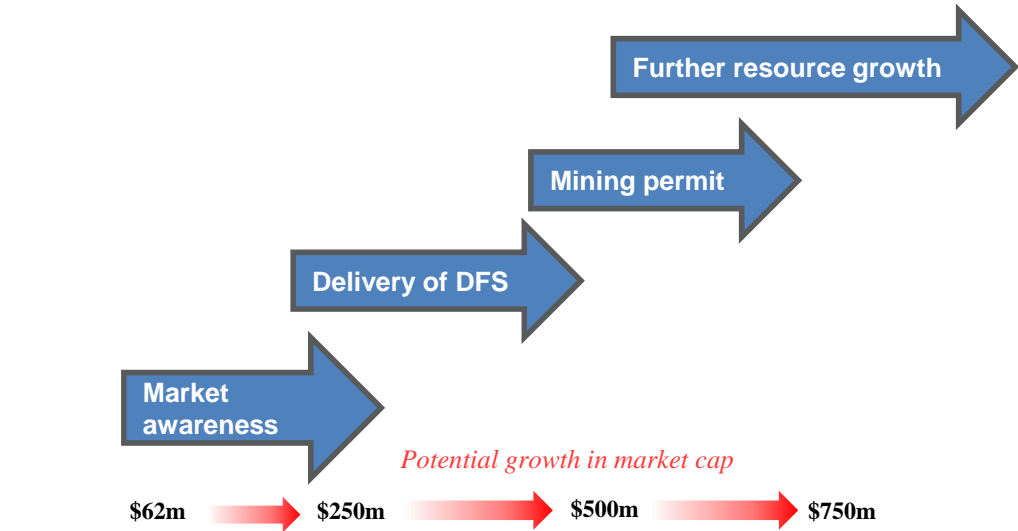 Further resource growth
Mining permit
Delivery of DFS
Market
awareness
Potential growth in market cap
$62m $250m $500m $750m